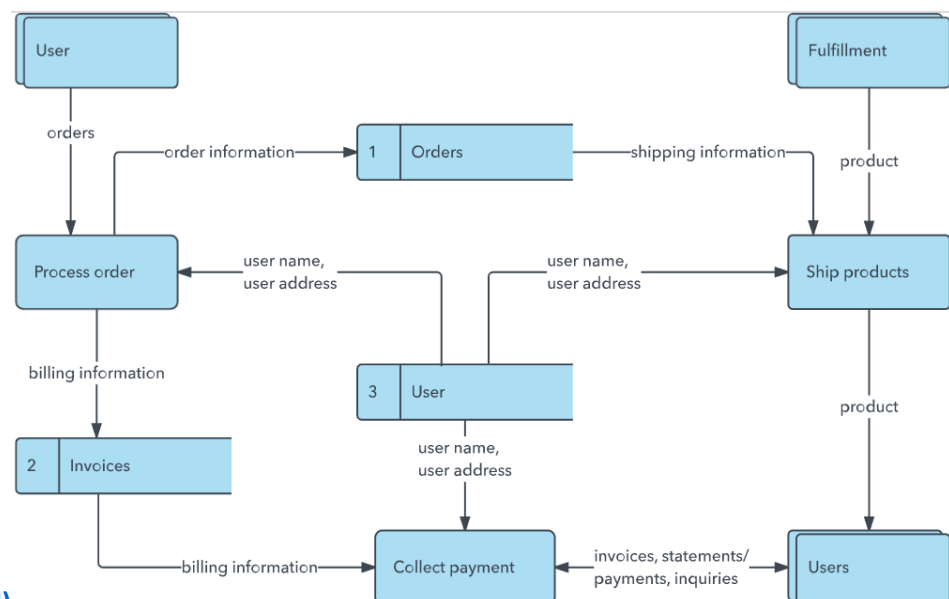 User
Fulfillment
orders
order information
1
Orders
shipping information
product
Process order
user name,
user address
user name,
user address
Ship products
billing information
3
User
product
2
Invoices
user name,
user address
billing information
Collect payment
invoices, statements/
payments, inquiries
Users
)